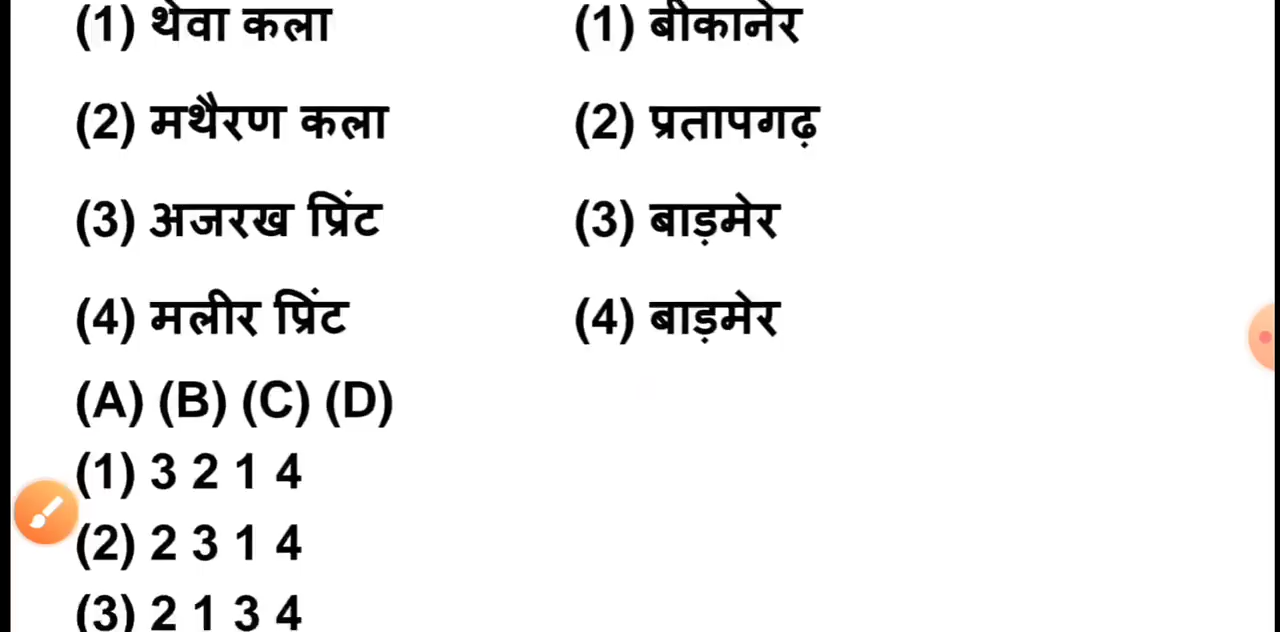 (1) थेवा कला (1) बीकानेर
(2) मथैरण कला (2) प्रतापगढ़
(3) अजरख प्रिंट (3) बाड़मेर
(4) मलीर प्रिंट (4) बाड़मेर
(A) (B) (C) (D)
(1) 3 2 1 4
(2) 2 3 1 4
(3) 2 1 3 4